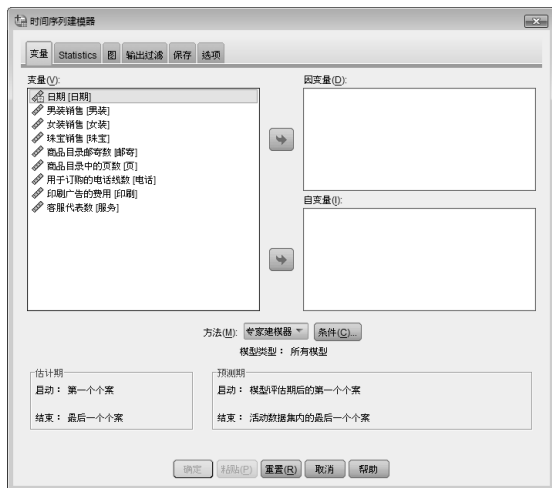 时间序列建模器
变量 Statistics 图 输出过滤 保存 选项
变量(V):
日期 [日期]
男装销售 [男装]
女装销售 [女装]
珠宝销售 [珠宝]
商品目录邮寄数 [邮寄]
商品目录中的页数 [页]
用于订购的电话线数 [电话]
印刷广告的费用 [印刷]
客服代表数 [服务]
因变量(D):
自变量(I):
方法(M): 专家建模器 条件(C)...
模型类型： 所有模型
估计期
启动： 第一个个案
结束： 最后一个个案
预测期
启动： 模型评估期后的第一个个案
结束： 活动数据集内的最后一个个案
确定 粘贴(P) 重置(R) 取消 帮助